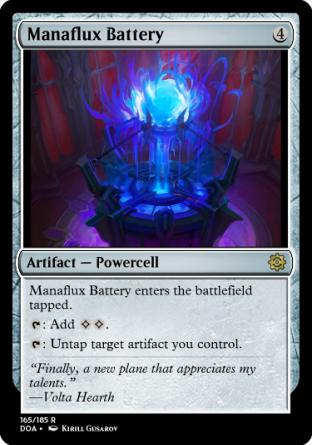 Manaflux Battery 4
Artifact — Powercell
Manaflux Battery enters the battlefield
tapped.
: Add .
: Untap target artifact you control.
“Finally, a new plane that appreciates my
talents.”
—Volta Hearth
165/185 R
DOA • Kirill Gusarov